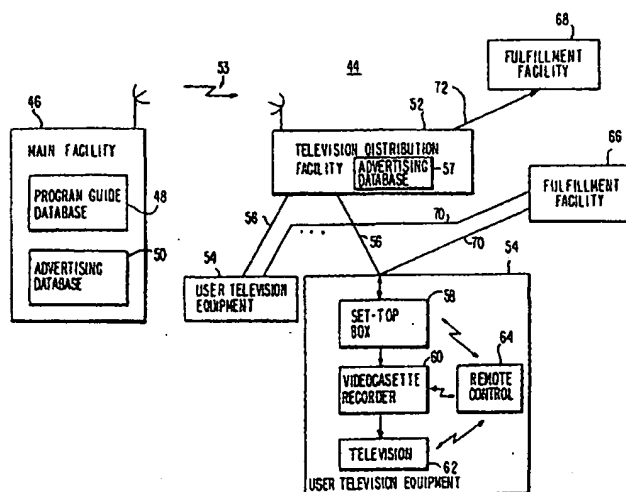 68
FULFILLMENT
FACILITY
53
44
72
46
52
MAIN FACILITY
PROGRAM GUIDE
DATABASE
48
ADVERTISING
DATABASE
50
TELEVISION DISTRIBUTION
FACILITY
ADVERTISING
DATABASE
57
66
FULFILLMENT
FACILITY
56
56
70
70
...
54
USER TELEVISION
EQUIPMENT
54
58
SET-TOP
BOX
60
VIDEOCASETTE
RECORDER
64
REMOTE
CONTROL
TELEVISION
62
USER TELEVISION EQUIPMENT